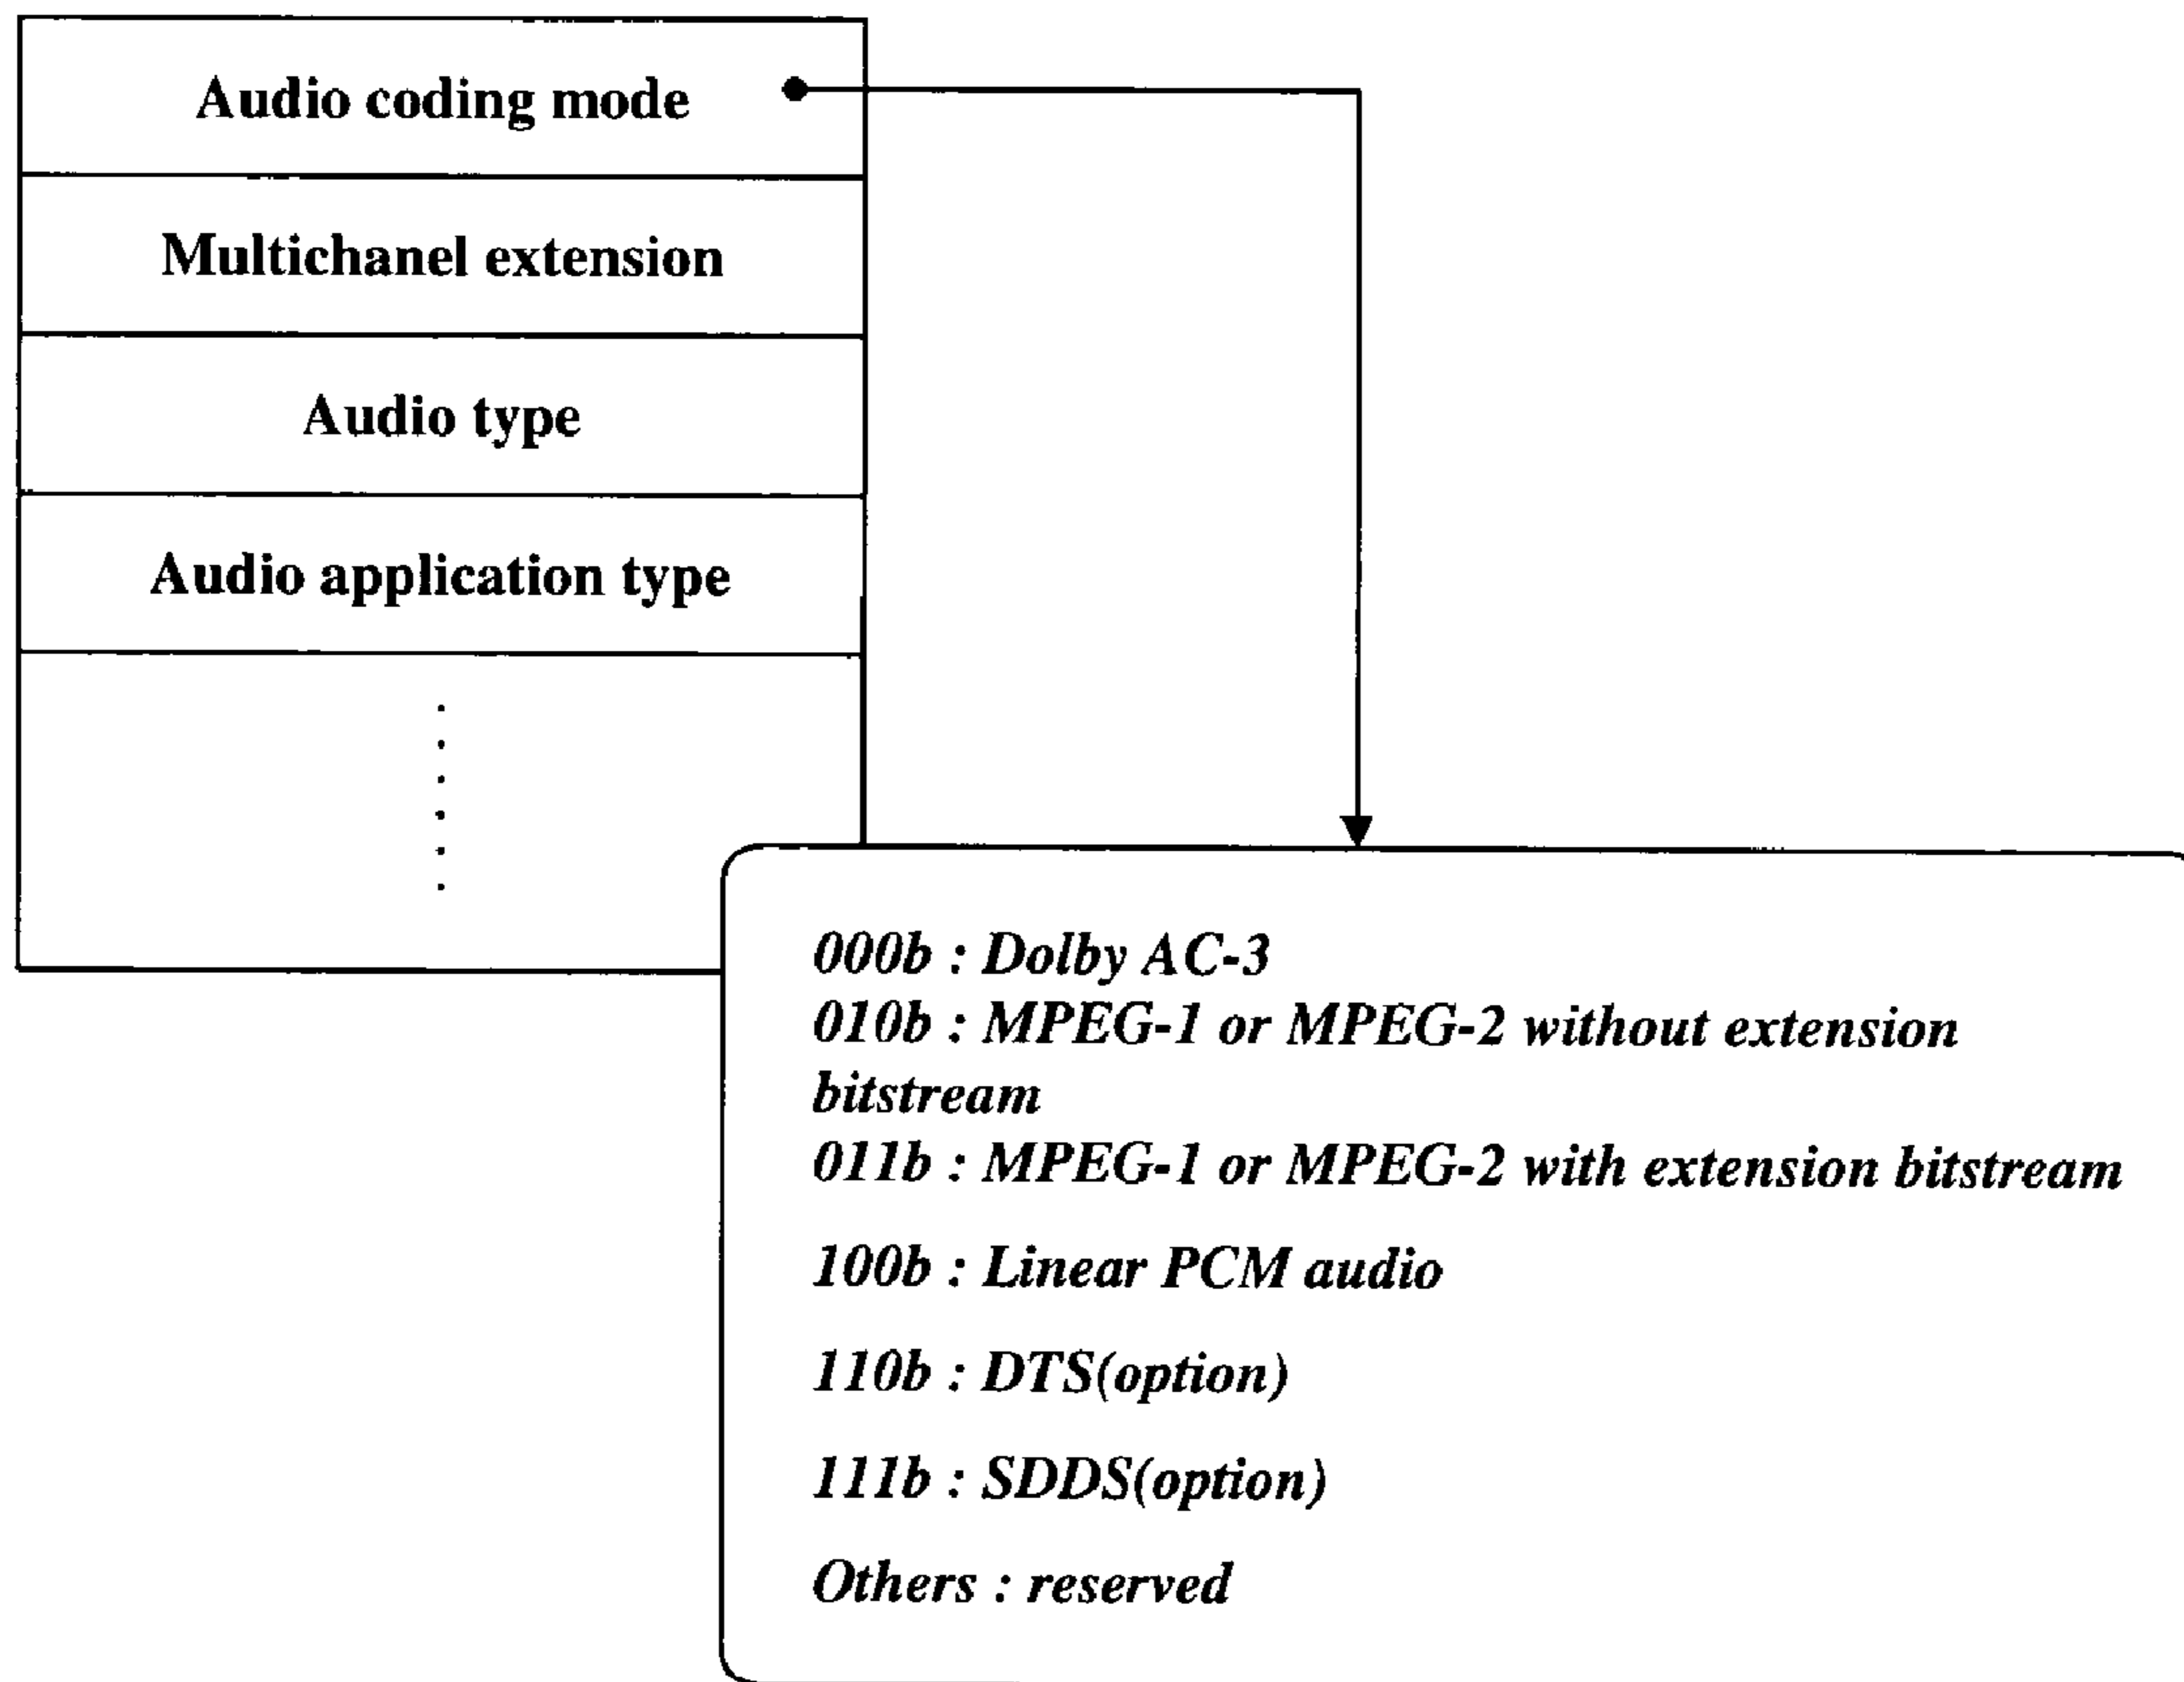 Audio coding mode
Multichanel extension
Audio type
Audio application type
000b : Dolby AC-3
010b : MPEG-1 or MPEG-2 without extension
bitstream
011b : MPEG-1 or MPEG-2 with extension bitstream
100b : Linear PCM audio
110b : DTS(option)
111b : SDDS(option)
Others : reserved